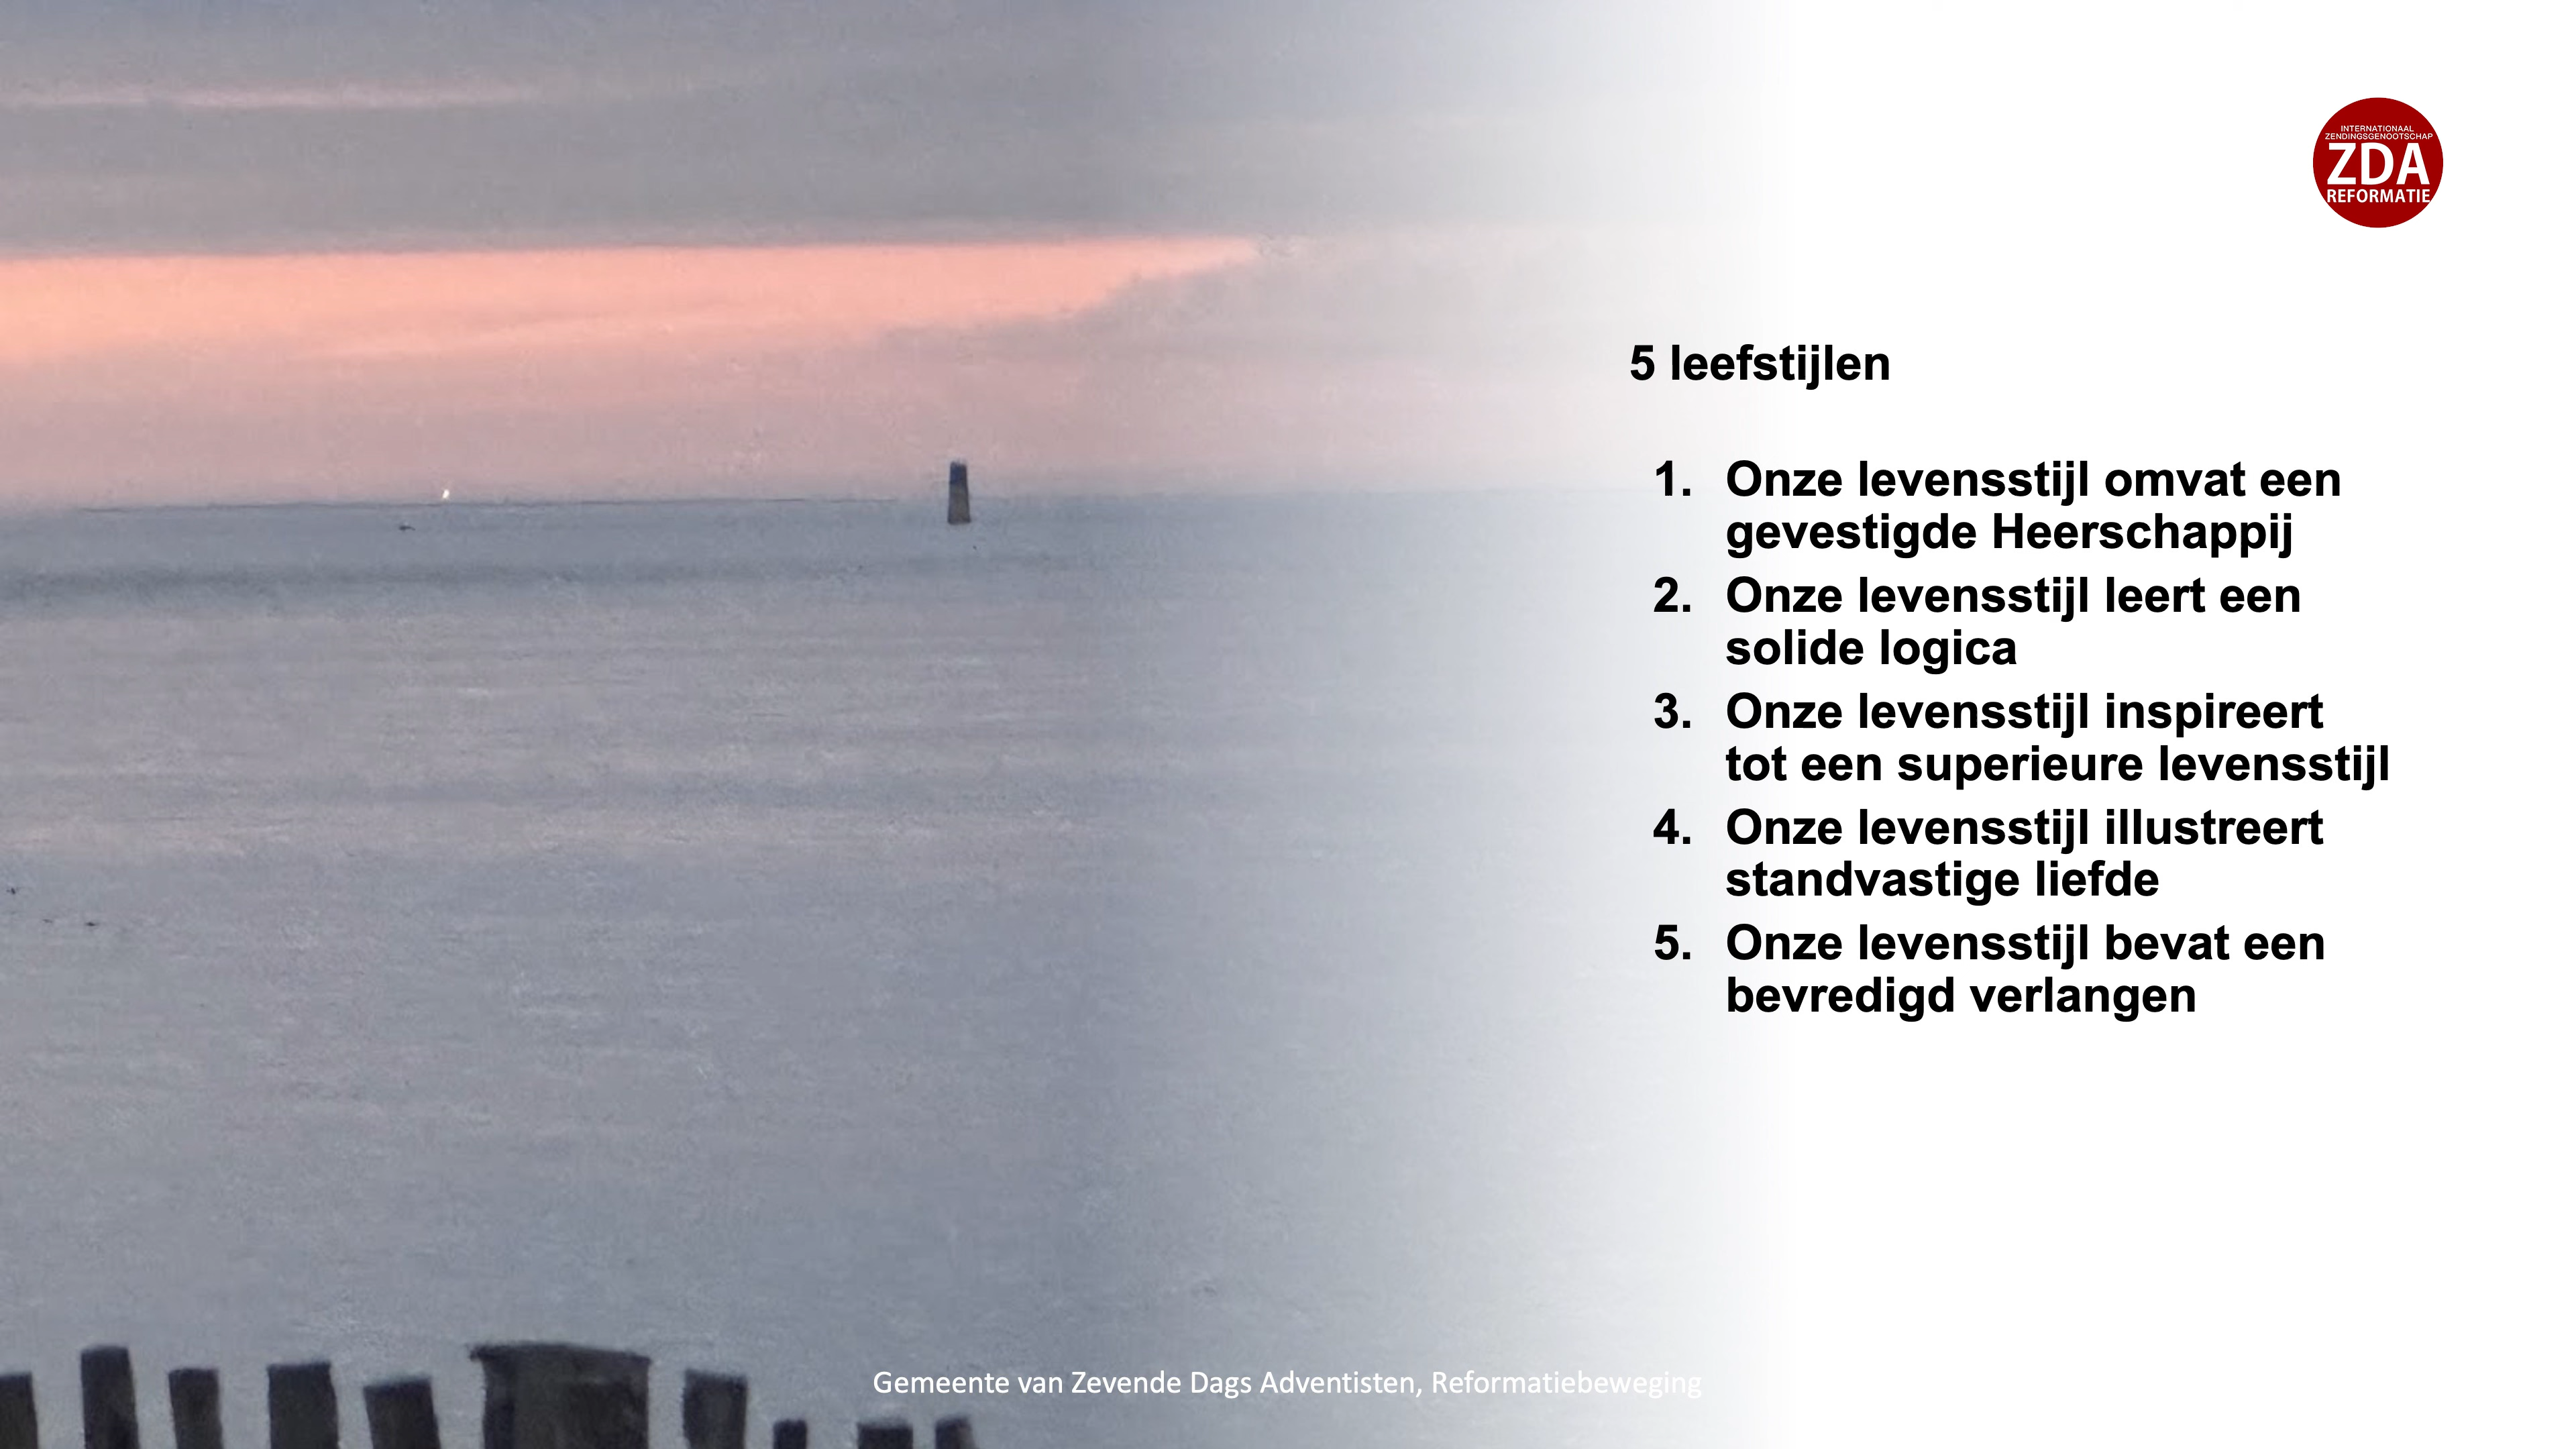 INTERNATIONAAL
ZENDINGSGENOOTSCHAP
ZDA
REFORMATIE
5 leefstijlen
1. Onze levensstijl omvat een
gevestigde Heerschappij
2. Onze levensstijl leert een
solide logica
3. Onze levensstijl inspireert
tot een superieure levensstijl
4. Onze levensstijl illustreert
standvastige liefde
5. Onze levensstijl bevat een
bevredigd verlangen
Gemeente van Zevende Dags Adventisten, Reformatiebeweging